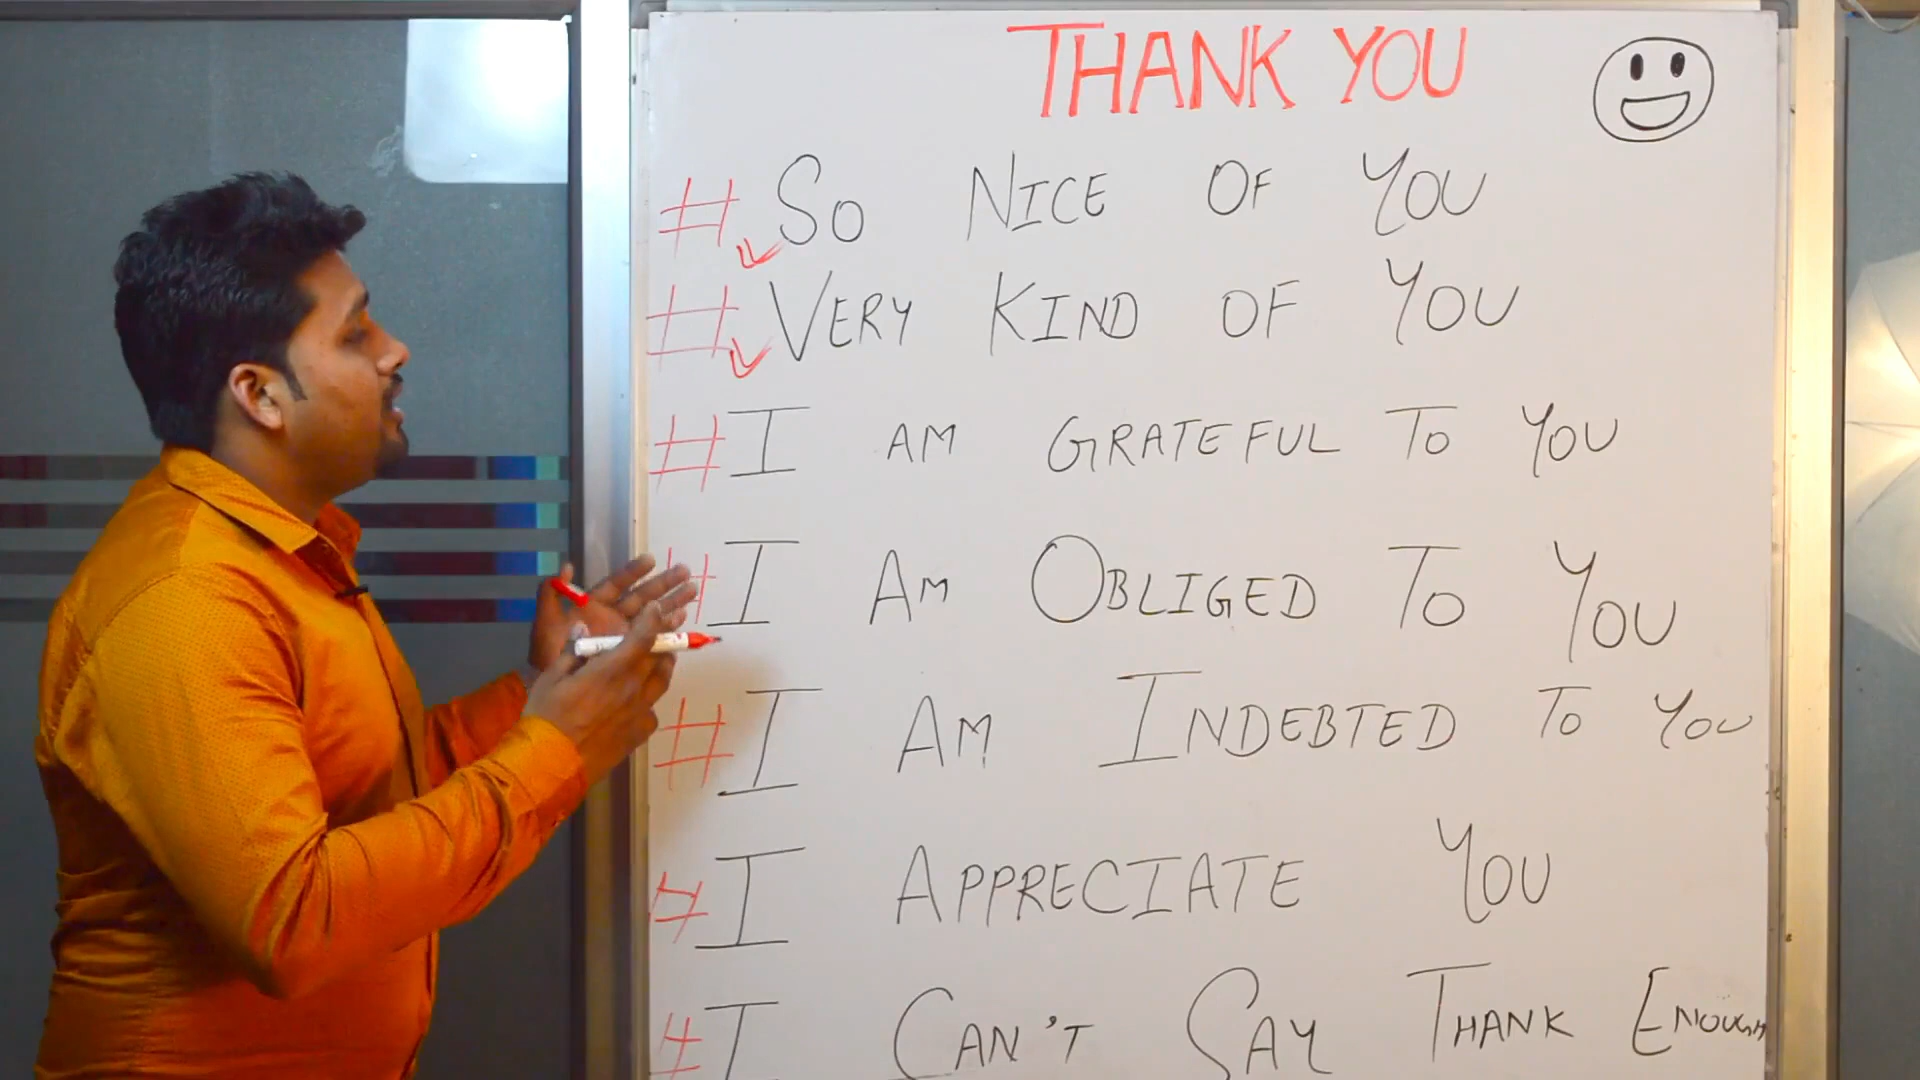 THANK YOU
# SO NICE OF YOU
# VERY KIND OF YOU
# I AM GRATEFUL TO YOU
# I AM OBLIGED TO YOU
# I AM INDEBTED TO YOU
# I APPRECIATE YOU
# I CAN'T SAY THANK ENOUGH